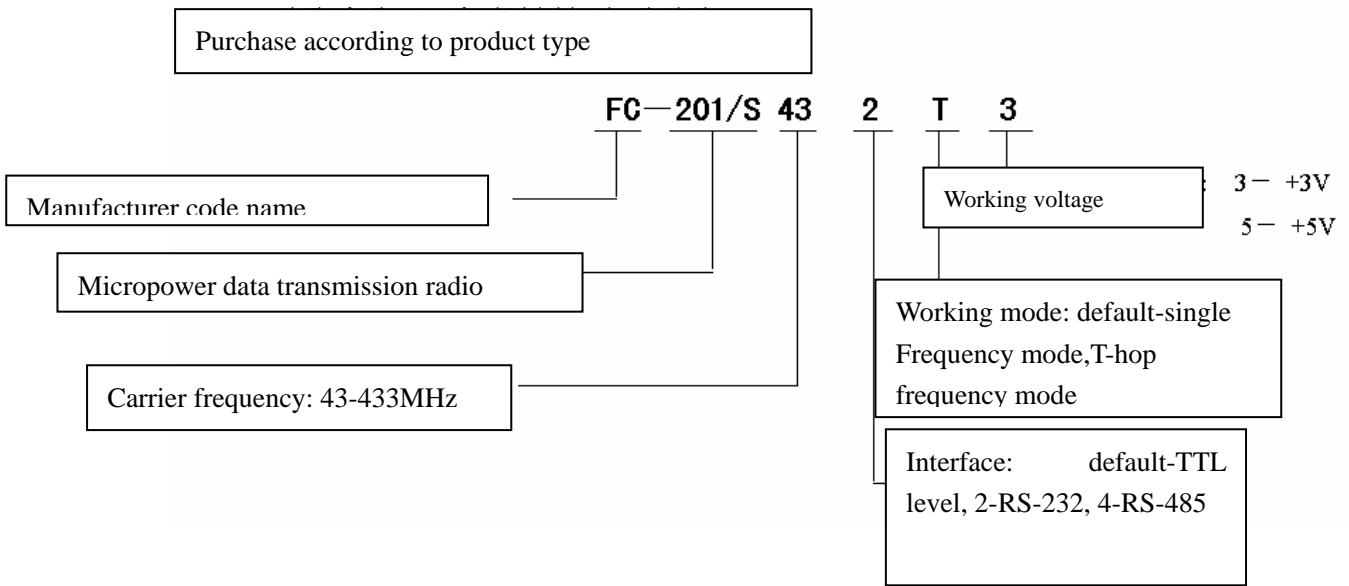 Purchase according to product type
FC—201/S 43 2 T 3
Manufacturer code name
Working voltage
: 3— +3V
5— +5V
Micropower data transmission radio
Working mode: default-single
Frequency mode,T-hop
frequency mode
Carrier frequency: 43-433MHz
Interface: default-TTL
level, 2-RS-232, 4-RS-485